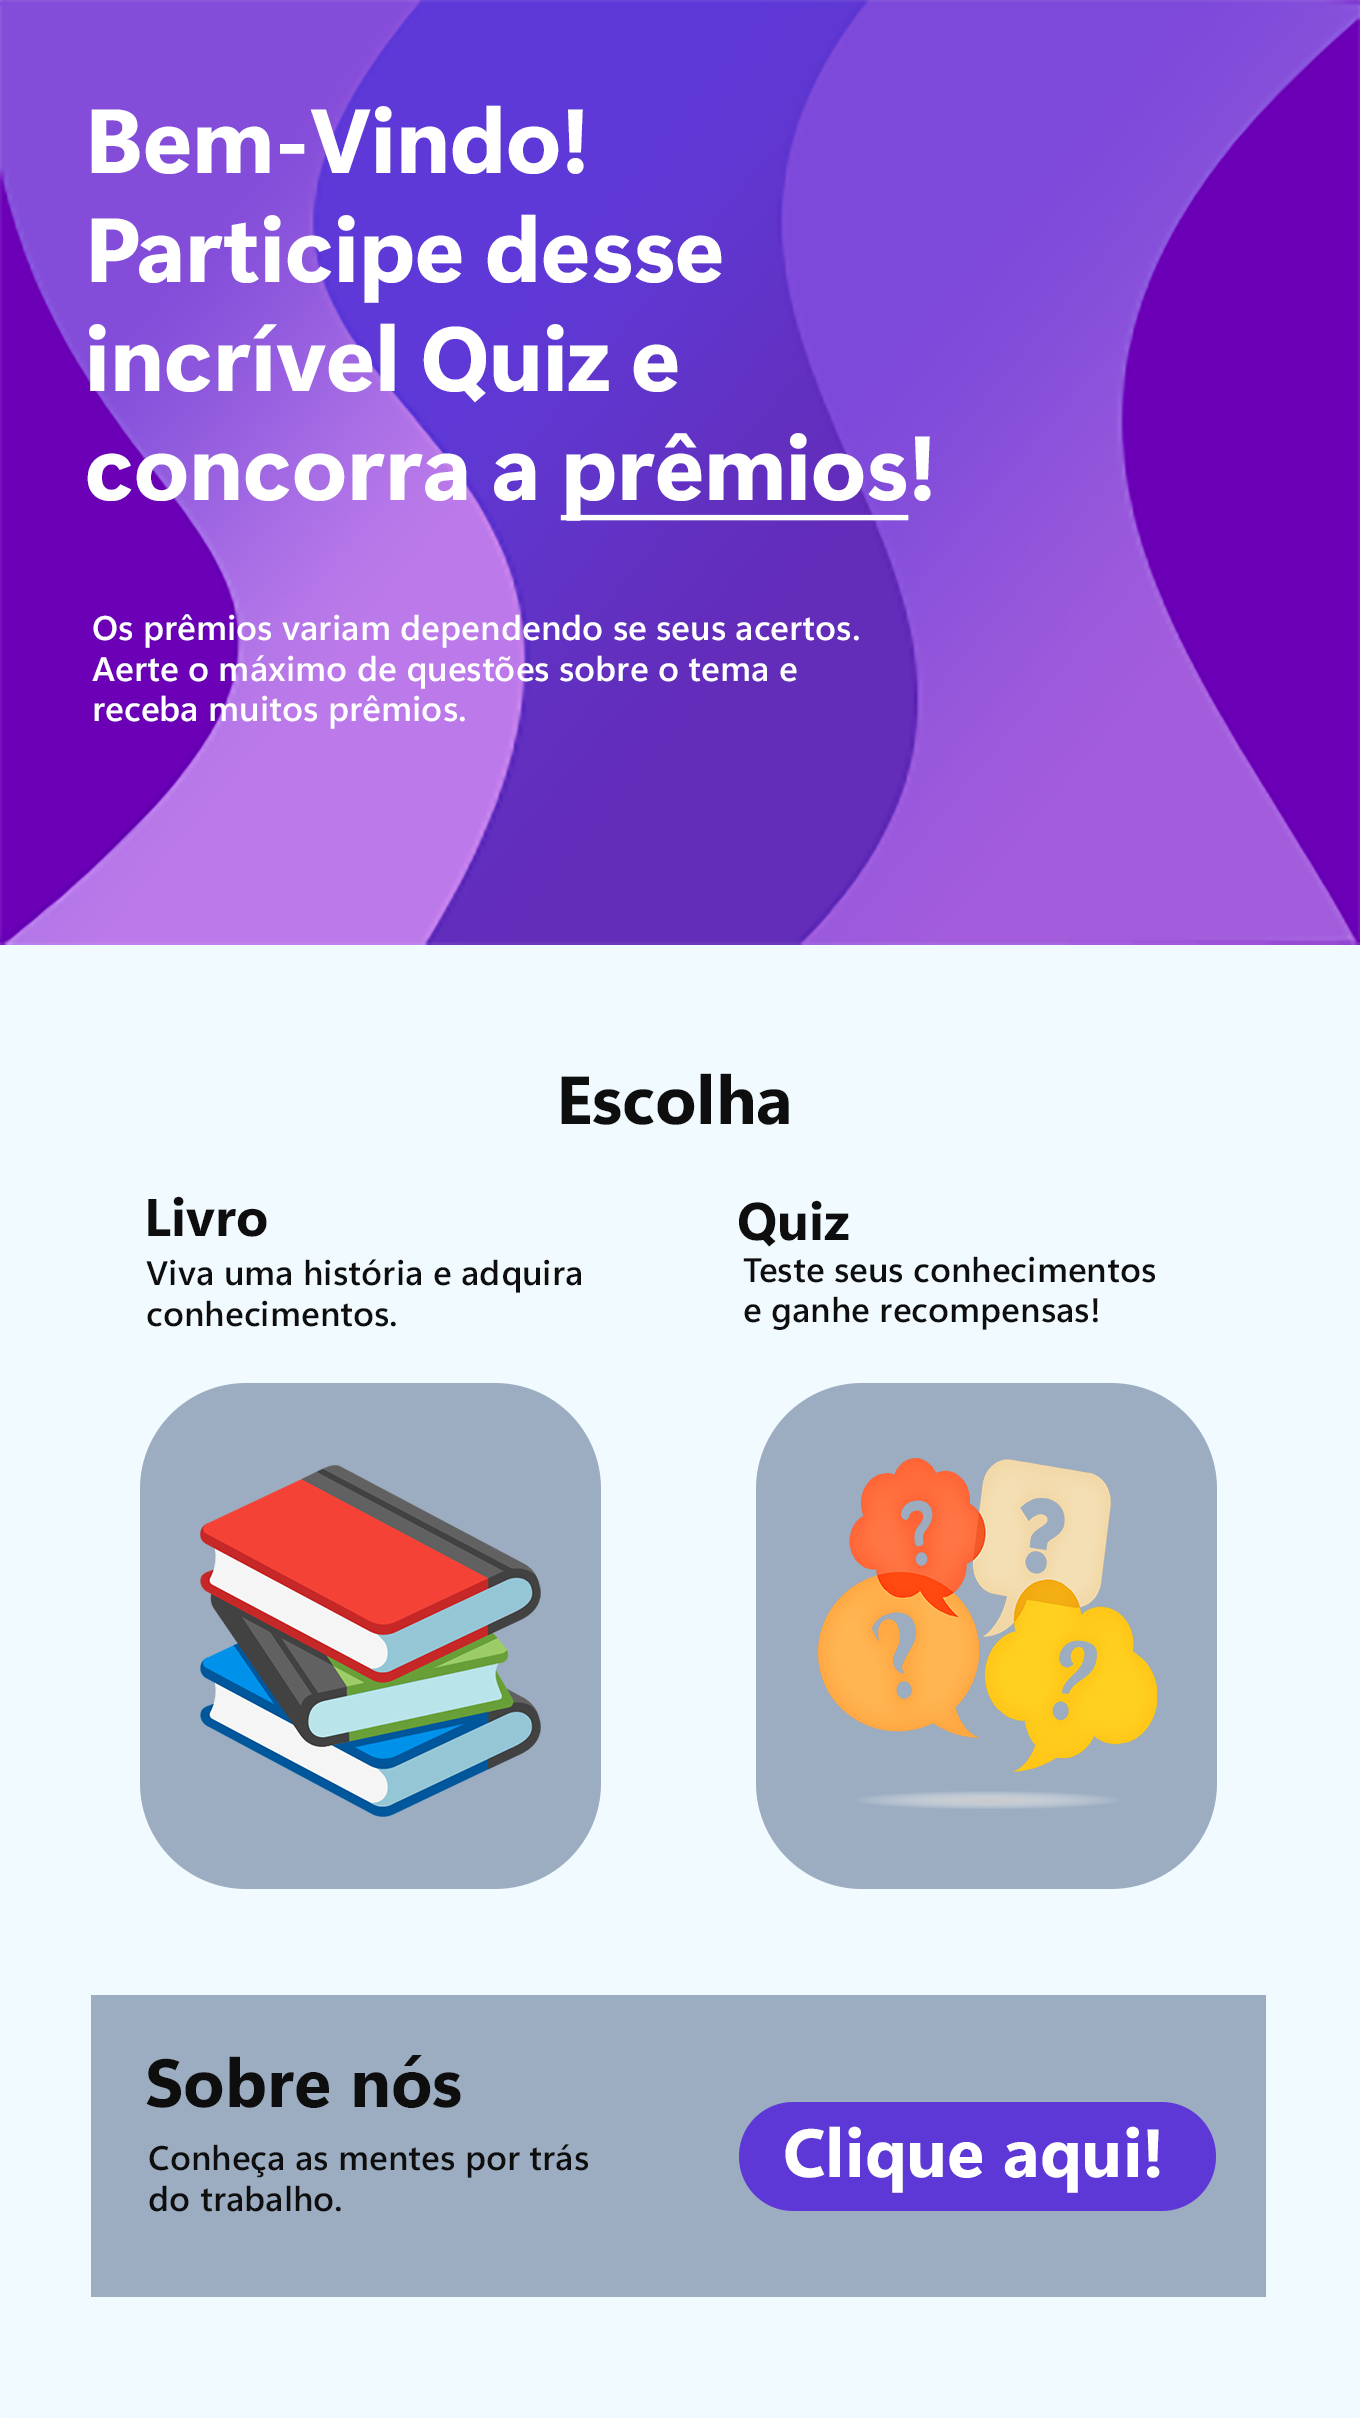 Bem-Vindo!
Participe desse
incrível Quiz e
concorra a prêmios!
Os prêmios variam dependendo se seus acertos.
Aerte o máximo de questões sobre o tema e
receba muitos prêmios.
Escolha
Livro
Viva uma história e adquira
conhecimentos.
Quiz
Teste seus conhecimentos
e ganhe recompensas!
?
?
?
?
Sobre nós
Conheça as mentes por trás
do trabalho.
Clique aqui!